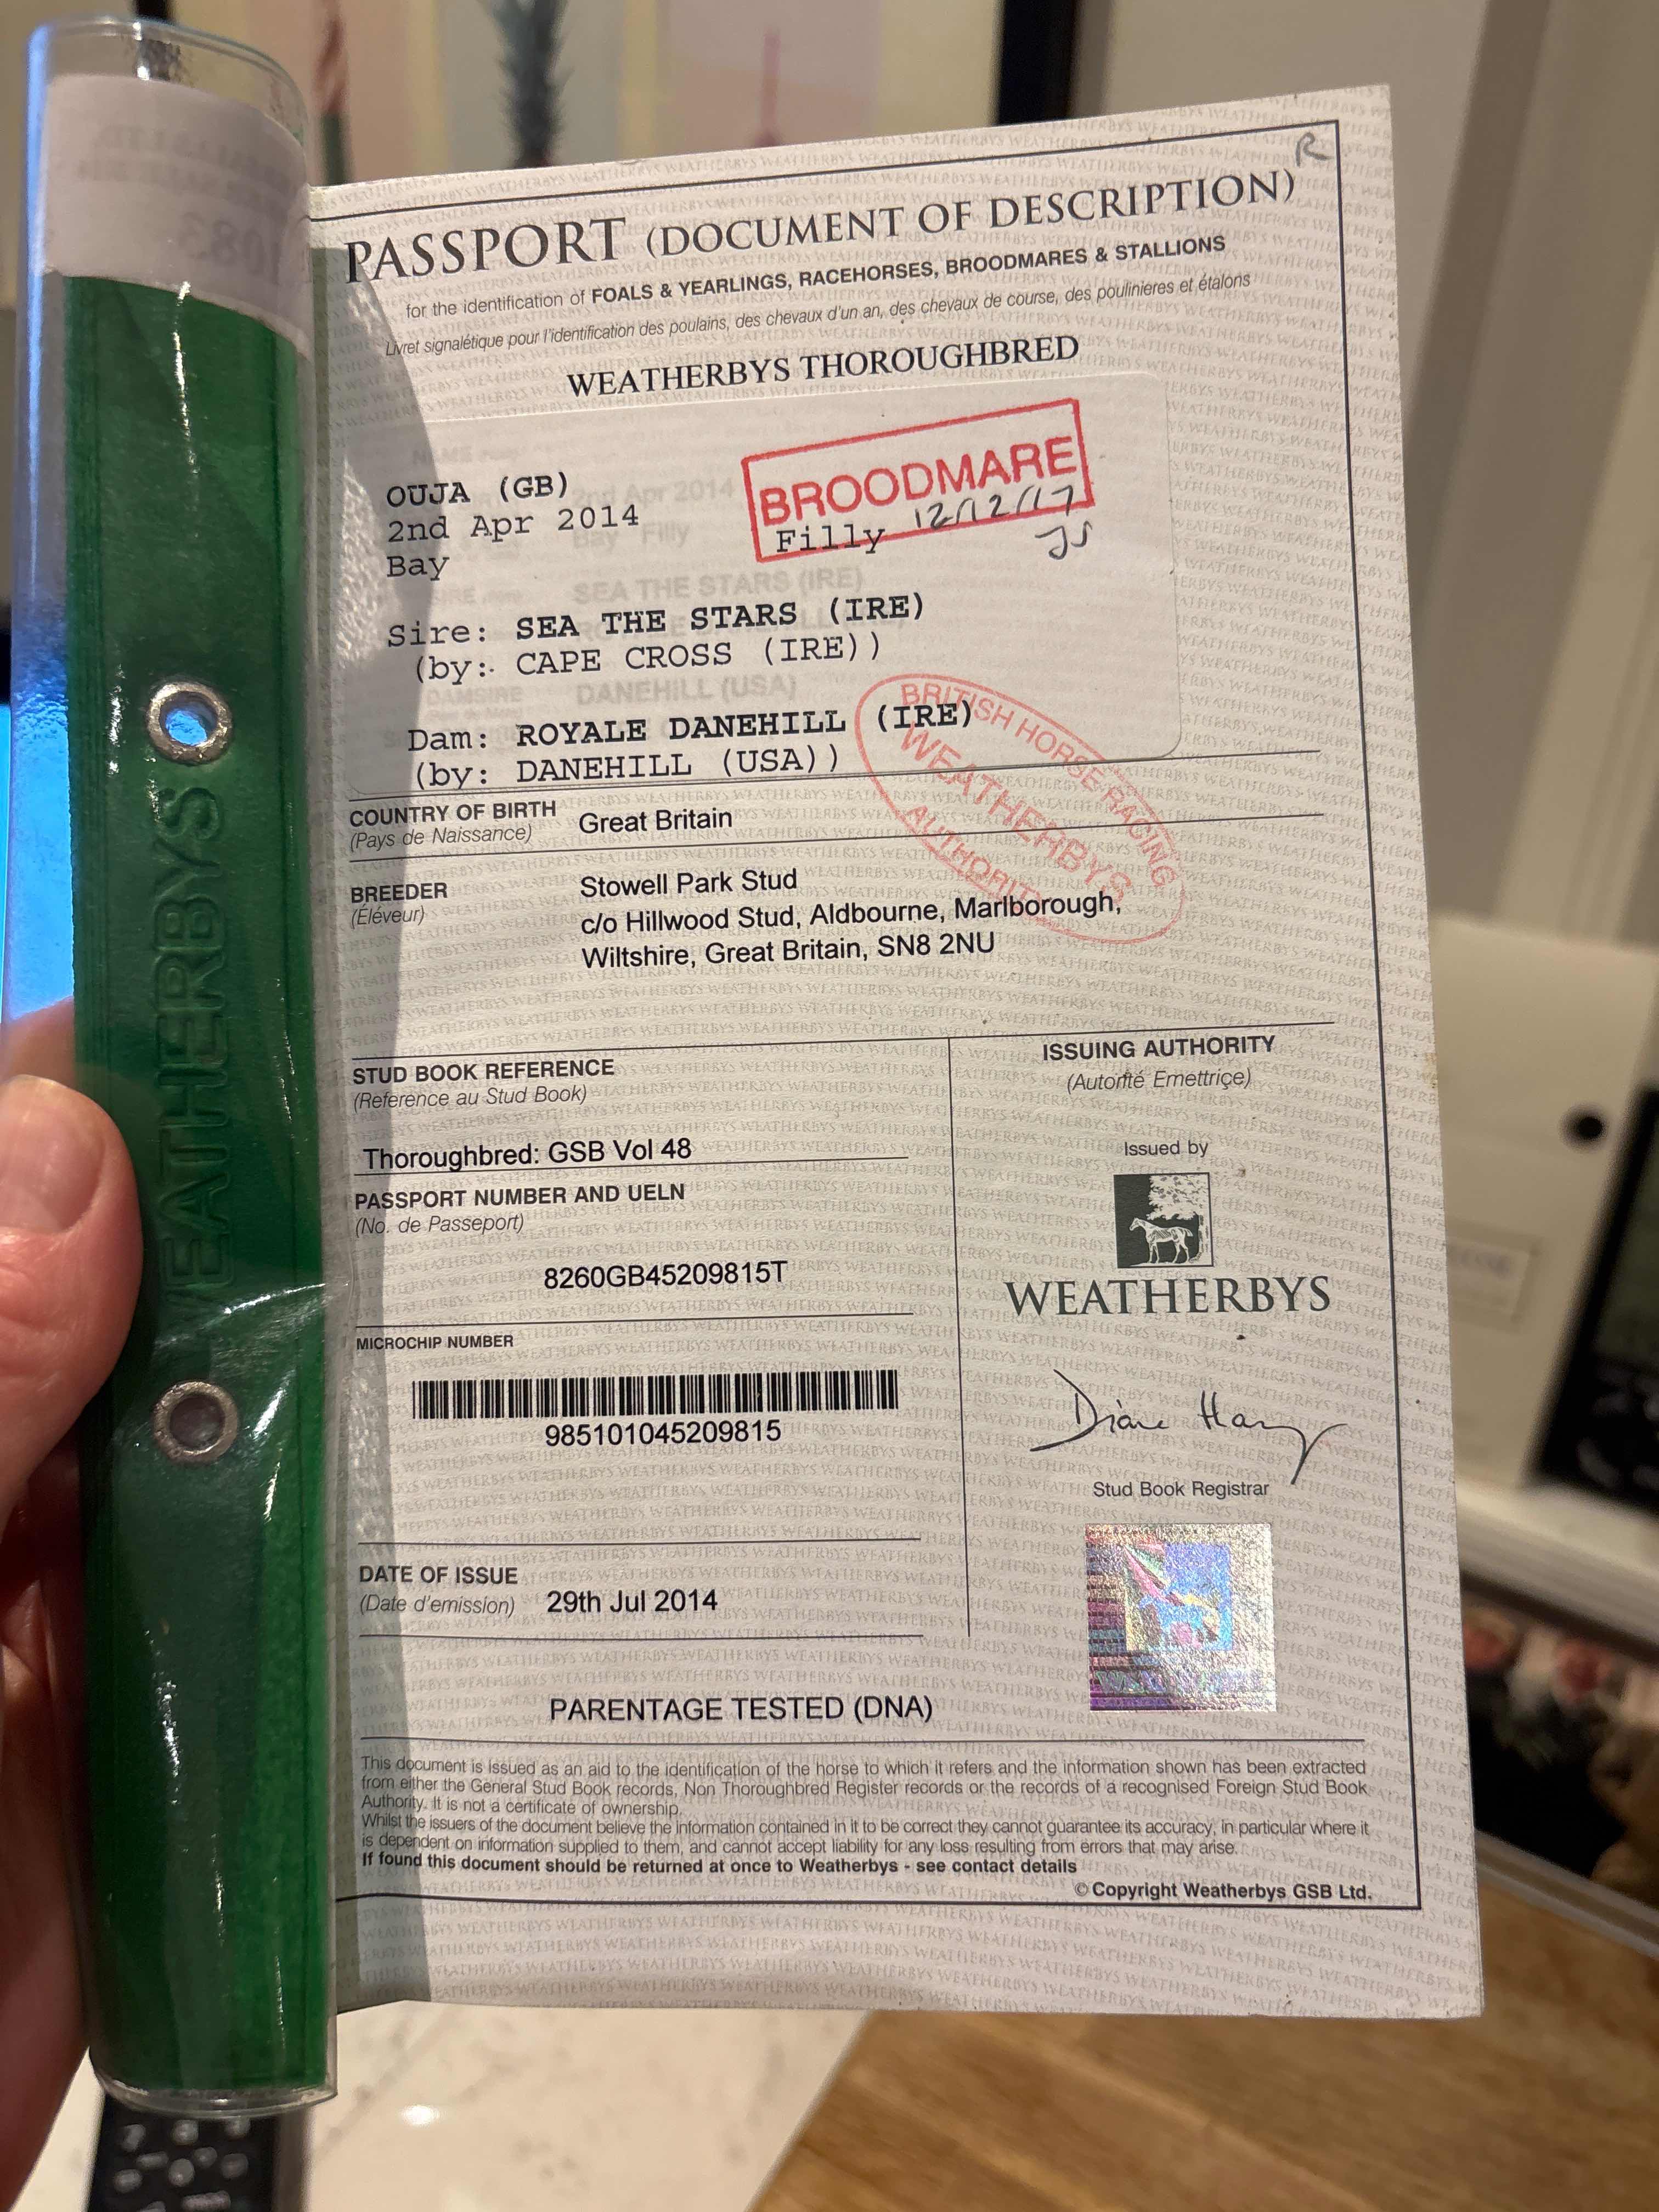 R
PASSPORT (DOCUMENT OF DESCRIPTION)
for the identification of FOALS & YEARLINGS, RACEHORSES, BROODMARES & STALLIONS
Livret signalétique pour l'identification des poulains, des chevaux d'un an, des chevaux de course, des poulinieres et étalons
WEATHERBYS THOROUGHBRED
OUJA (GB)
BROODMARE
2nd Apr 2014
Filly 12/12/17
Bay
JS
Sire: SEA THE STARS (IRE)
(by: CAPE CROSS (IRE))
Dam: ROYALE DANEHILL (IRE)
(by: DANEHILL (USA))
BRITISH HORSE RACING
WEATHERBYS
AUTHORITY
COUNTRY OF BIRTH
(Pays de Naissance)
Great Britain
BREEDER
(Éléveur)
Stowell Park Stud
c/o Hillwood Stud, Aldbourne, Marlborough,
Wiltshire, Great Britain, SN8 2NU
STUD BOOK REFERENCE
(Reference au Stud Book)
Thoroughbred: GSB Vol 48
PASSPORT NUMBER AND UELN
(No. de Passeport)
8260GB45209815T
MICROCHIP NUMBER
985101045209815
DATE OF ISSUE
(Date d'emission)
29th Jul 2014
ISSUING AUTHORITY
(Autorité Emettriçe)
Issued by
WEATHERBYS
Stud Book Registrar
PARENTAGE TESTED (DNA)
This document is issued as an aid to the identification of the horse to which it refers and the information shown has been extracted
from either the General Stud Book records, Non Thoroughbred Register records or the records of a recognised Foreign Stud Book
Authority. It is not a certificate of ownership.
Whilst the issuers of the document believe the information contained in it to be correct they cannot guarantee its accuracy, in particular where it
is dependent on information supplied to them, and cannot accept liability for any loss resulting from errors that may arise.
If found this document should be returned at once to Weatherbys - see contact details
© Copyright Weatherbys GSB Ltd.
WEATHERBYS